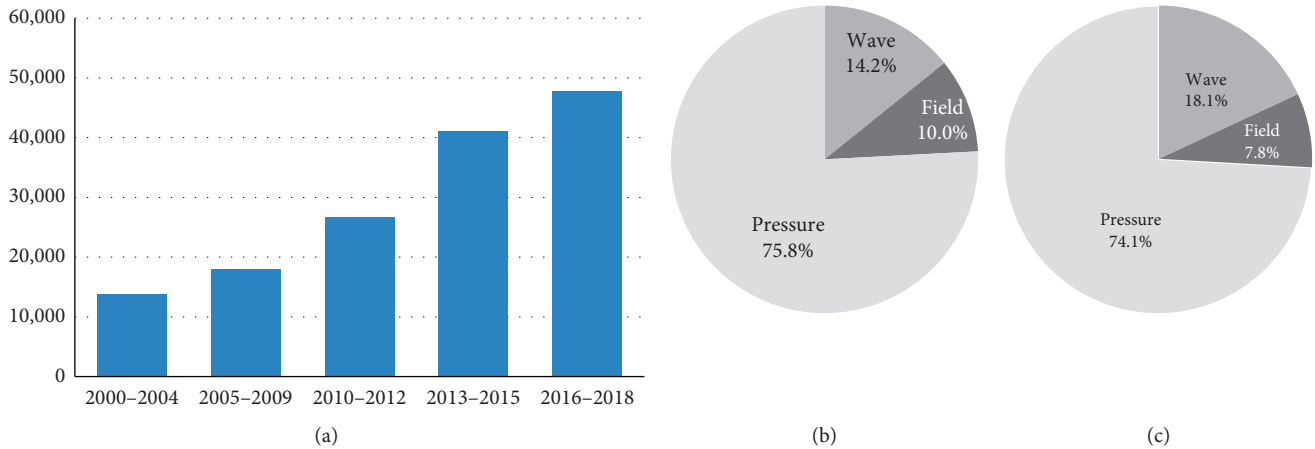 60,000
50,000
40,000
30,000
20,000
10,000
0
2000–2004
2005–2009
2010–2012
2013–2015
2016–2018
(a)
Wave
14.2%
Field
10.0%
Pressure
75.8%
(b)
Wave
18.1%
Field
7.8%
Pressure
74.1%
(c)